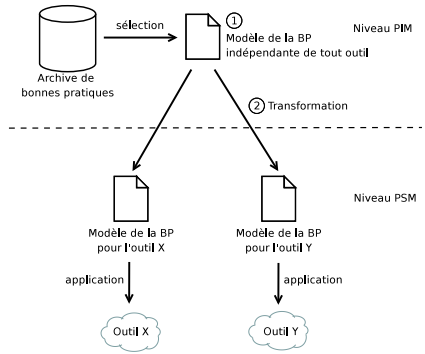 sélection
1
Niveau PIM
Modèle de la BP
indépendante de tout outil
Archive de
bonnes pratiques
2 Transformation
Niveau PSM
Modèle de la BP
pour l'outil X
Modèle de la BP
pour l'outil Y
application
application
Outil X
Outil Y